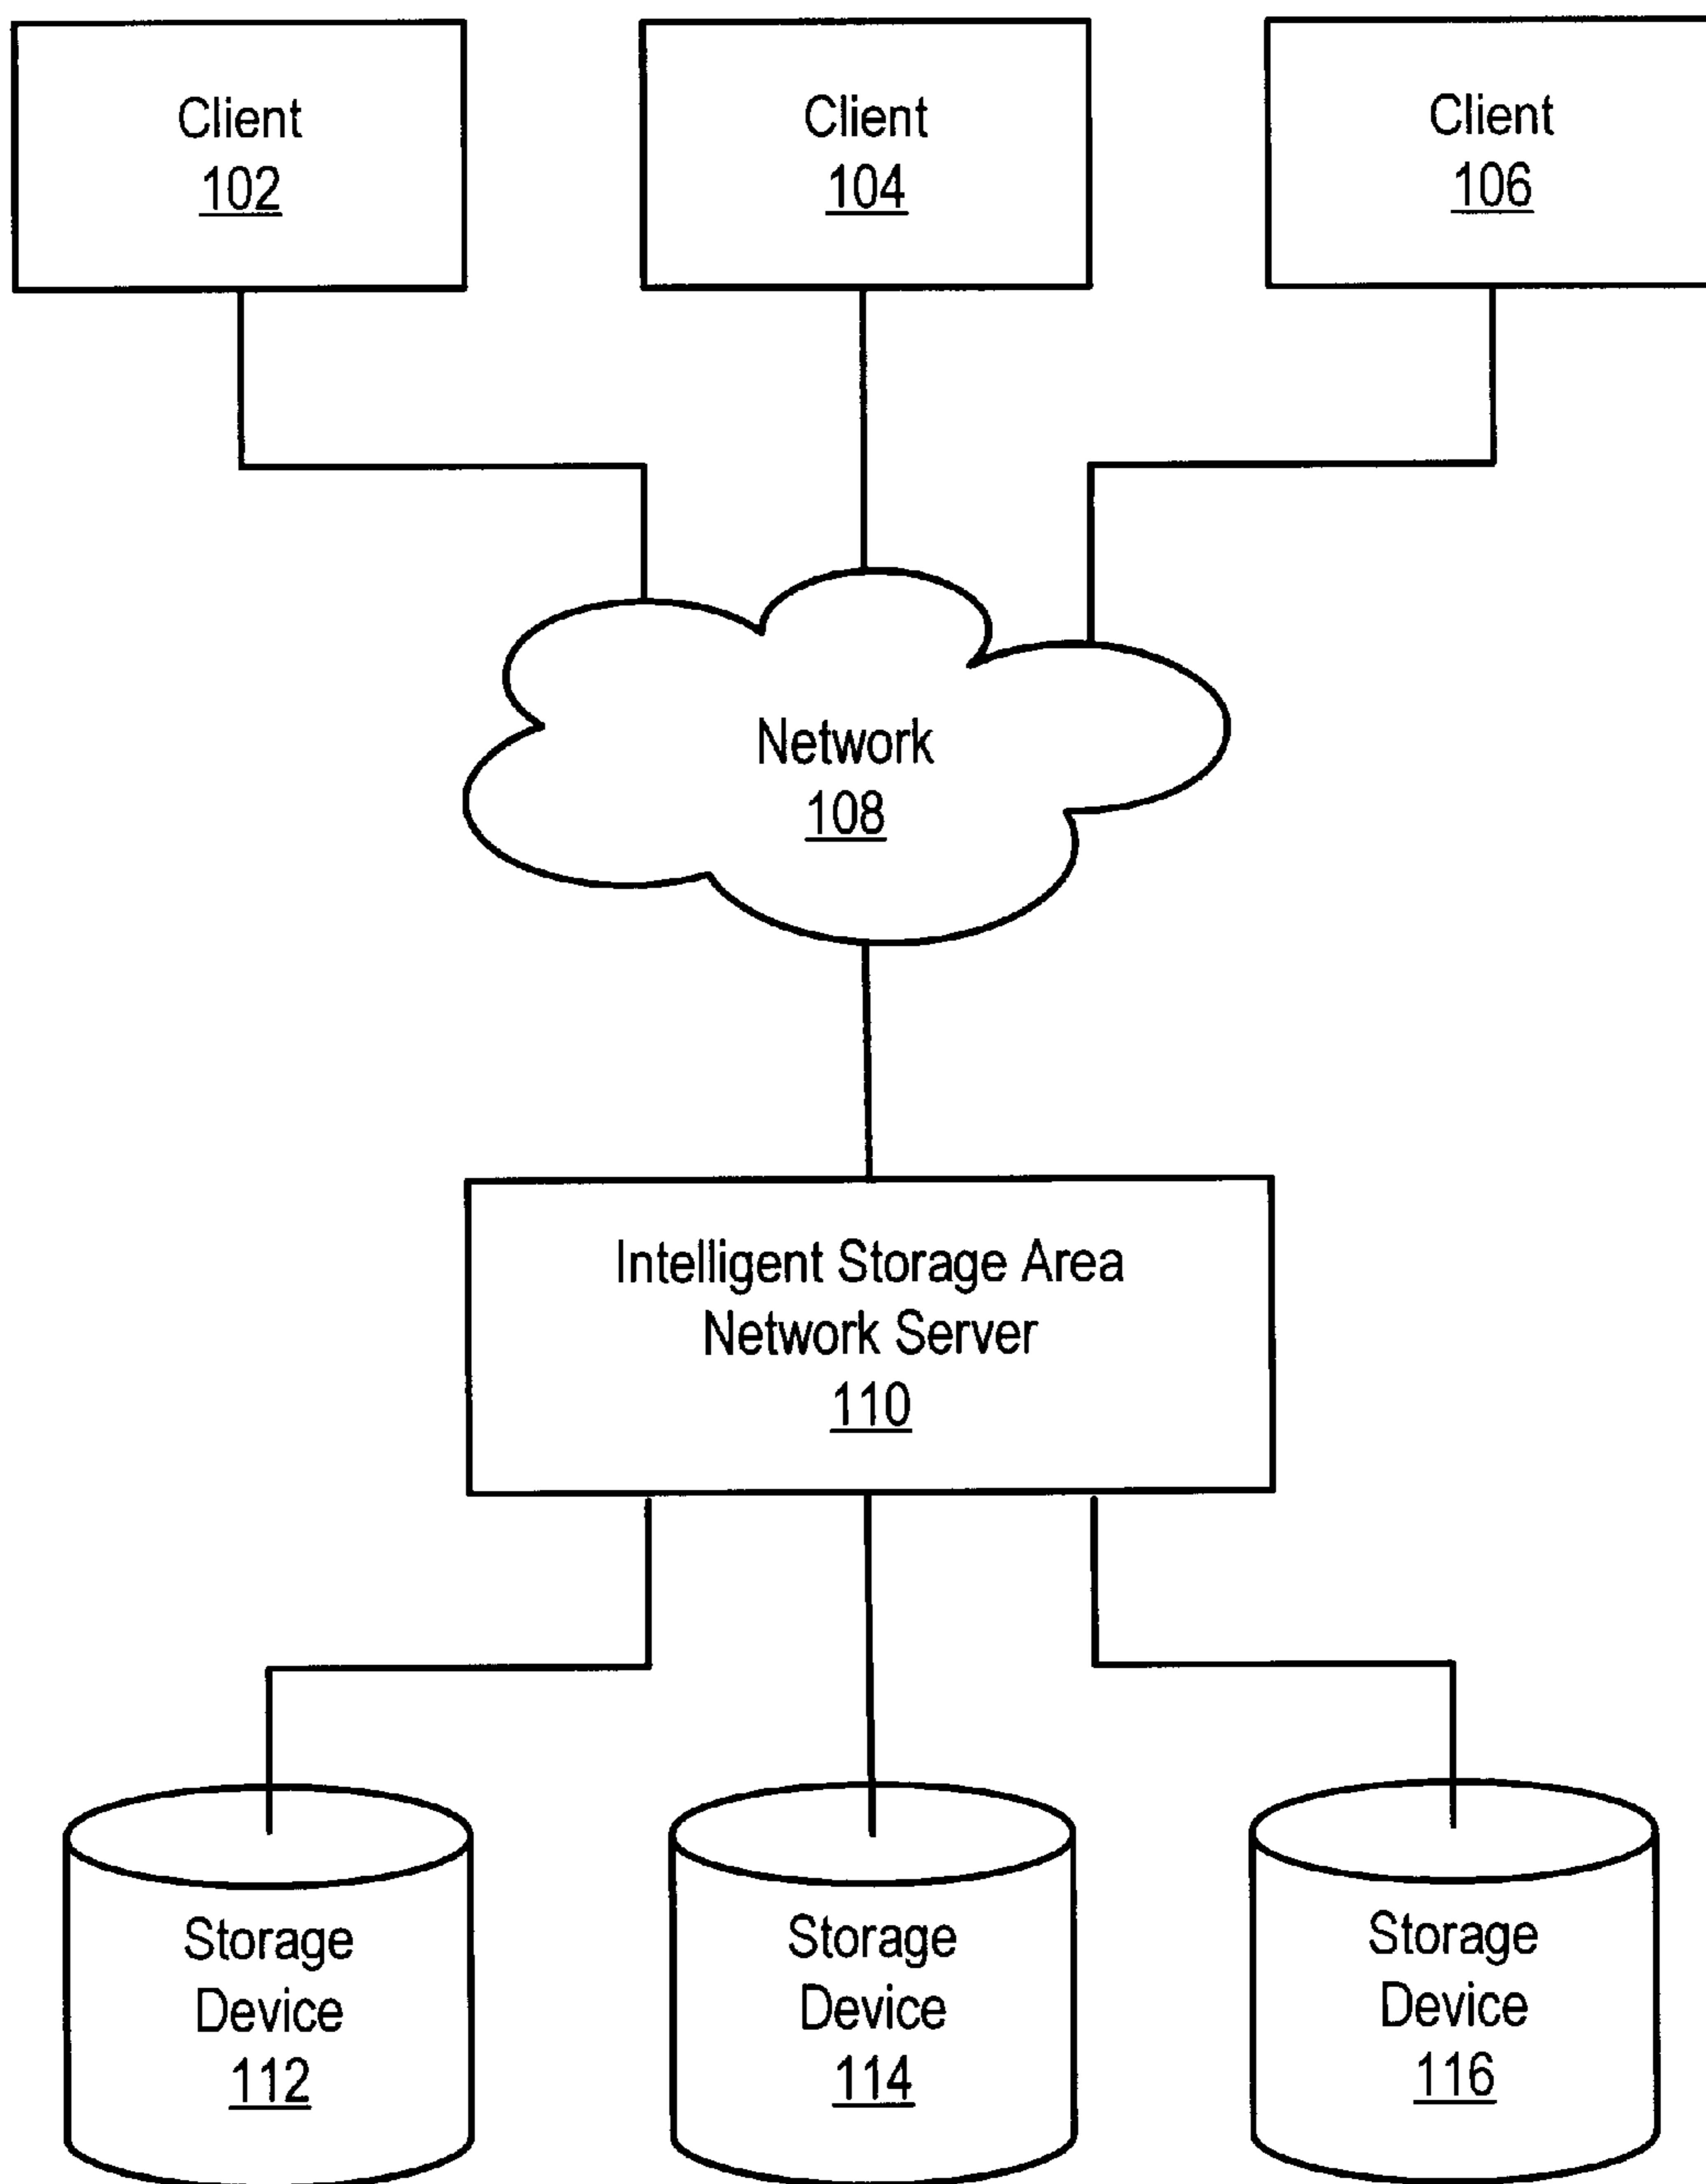 Client
102
Client
104
Client
106
Network
108
Intelligent Storage Area
Network Server
110
Storage
Device
112
Storage
Device
114
Storage
Device
116